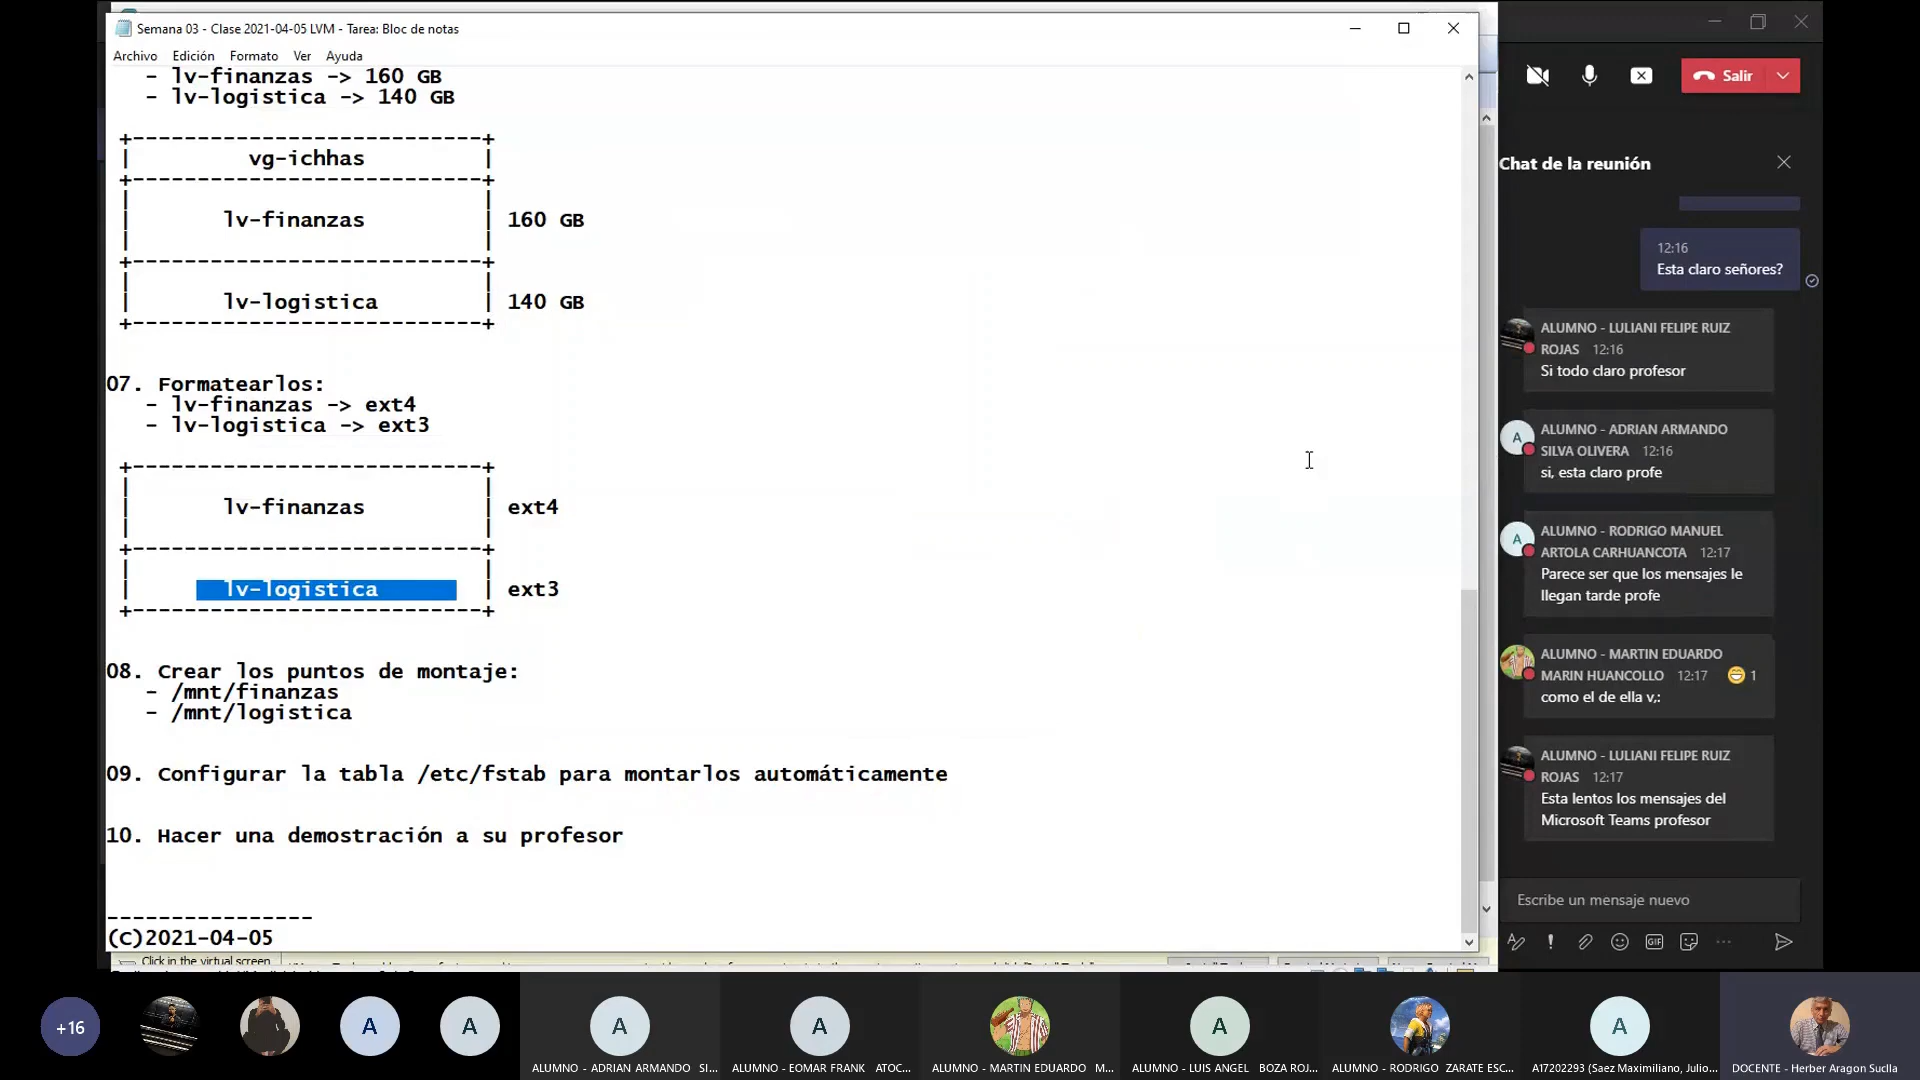 Semana 03 - Clase 2021-04-05 LVM - Tarea: Bloc de notas
Archivo Edición Formato Ver Ayuda
- lv-finanzas -> 160 GB
- lv-logistica -> 140 GB
+---------------------------+
| vg-ichhas |
+---------------------------+
| lv-finanzas | 160 GB
+---------------------------+
| lv-logistica | 140 GB
+---------------------------+
07. Formatearlos:
- lv-finanzas -> ext4
- lv-logistica -> ext3
+---------------------------+
| lv-finanzas | ext4
+---------------------------+
| lv-logistica | ext3
+---------------------------+
08. Crear los puntos de montaje:
- /mnt/finanzas
- /mnt/logistica
09. Configurar la tabla /etc/fstab para montarlos automáticamente
10. Hacer una demostración a su profesor
----------------
(C)2021-04-05
Click in the virtual screen
Salir
Chat de la reunión
12:16
Esta claro señores?
ALUMNO - LULIANI FELIPE RUIZ
ROJAS 12:16
Si todo claro profesor
A
ALUMNO - ADRIAN ARMANDO
SILVA OLIVERA 12:16
si, esta claro profe
A
ALUMNO - RODRIGO MANUEL
ARTOLA CARHUANCOTA 12:17
Parece ser que los mensajes le
llegan tarde profe
ALUMNO - MARTIN EDUARDO
MARIN HUANCOLLO 12:17 1
como el de ella v,:
ALUMNO - LULIANI FELIPE RUIZ
ROJAS 12:17
Esta lentos los mensajes del
Microsoft Teams profesor
Escribe un mensaje nuevo
GIF
+16
A
A
A
A
A
A
ALUMNO - ADRIAN ARMANDO SI...
ALUMNO - EOMAR FRANK ATOC...
ALUMNO - MARTIN EDUARDO M...
ALUMNO - LUIS ANGEL BOZA ROJ...
ALUMNO - RODRIGO ZARATE ESC...
A17202293 (Saez Maximiliano, Julio...
DOCENTE - Herber Aragon Suclla